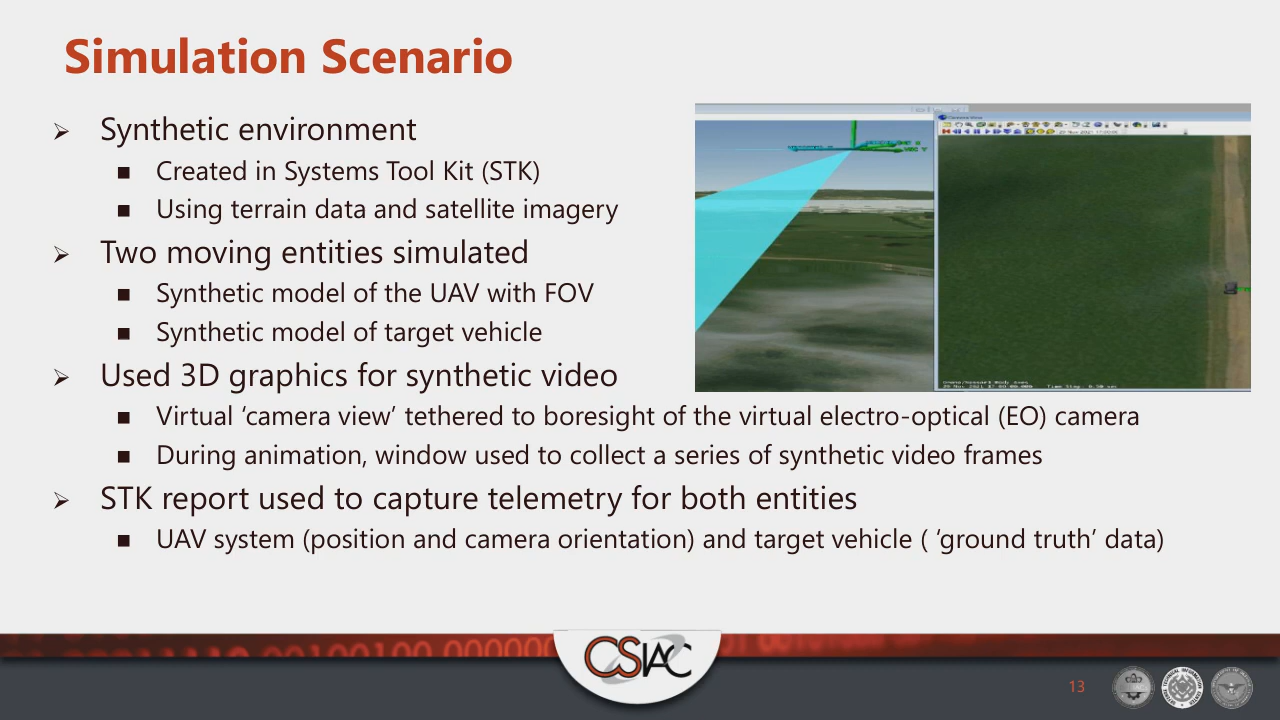 Simulation Scenario
Synthetic environment
Created in Systems Tool Kit (STK)
Using terrain data and satellite imagery
Two moving entities simulated
Synthetic model of the UAV with FOV
Synthetic model of target vehicle
Used 3D graphics for synthetic video
Virtual ‘camera view’ tethered to boresight of the virtual electro-optical (EO) camera
During animation, window used to collect a series of synthetic video frames
STK report used to capture telemetry for both entities
UAV system (position and camera orientation) and target vehicle ( ‘ground truth’ data)
CSIAC
13